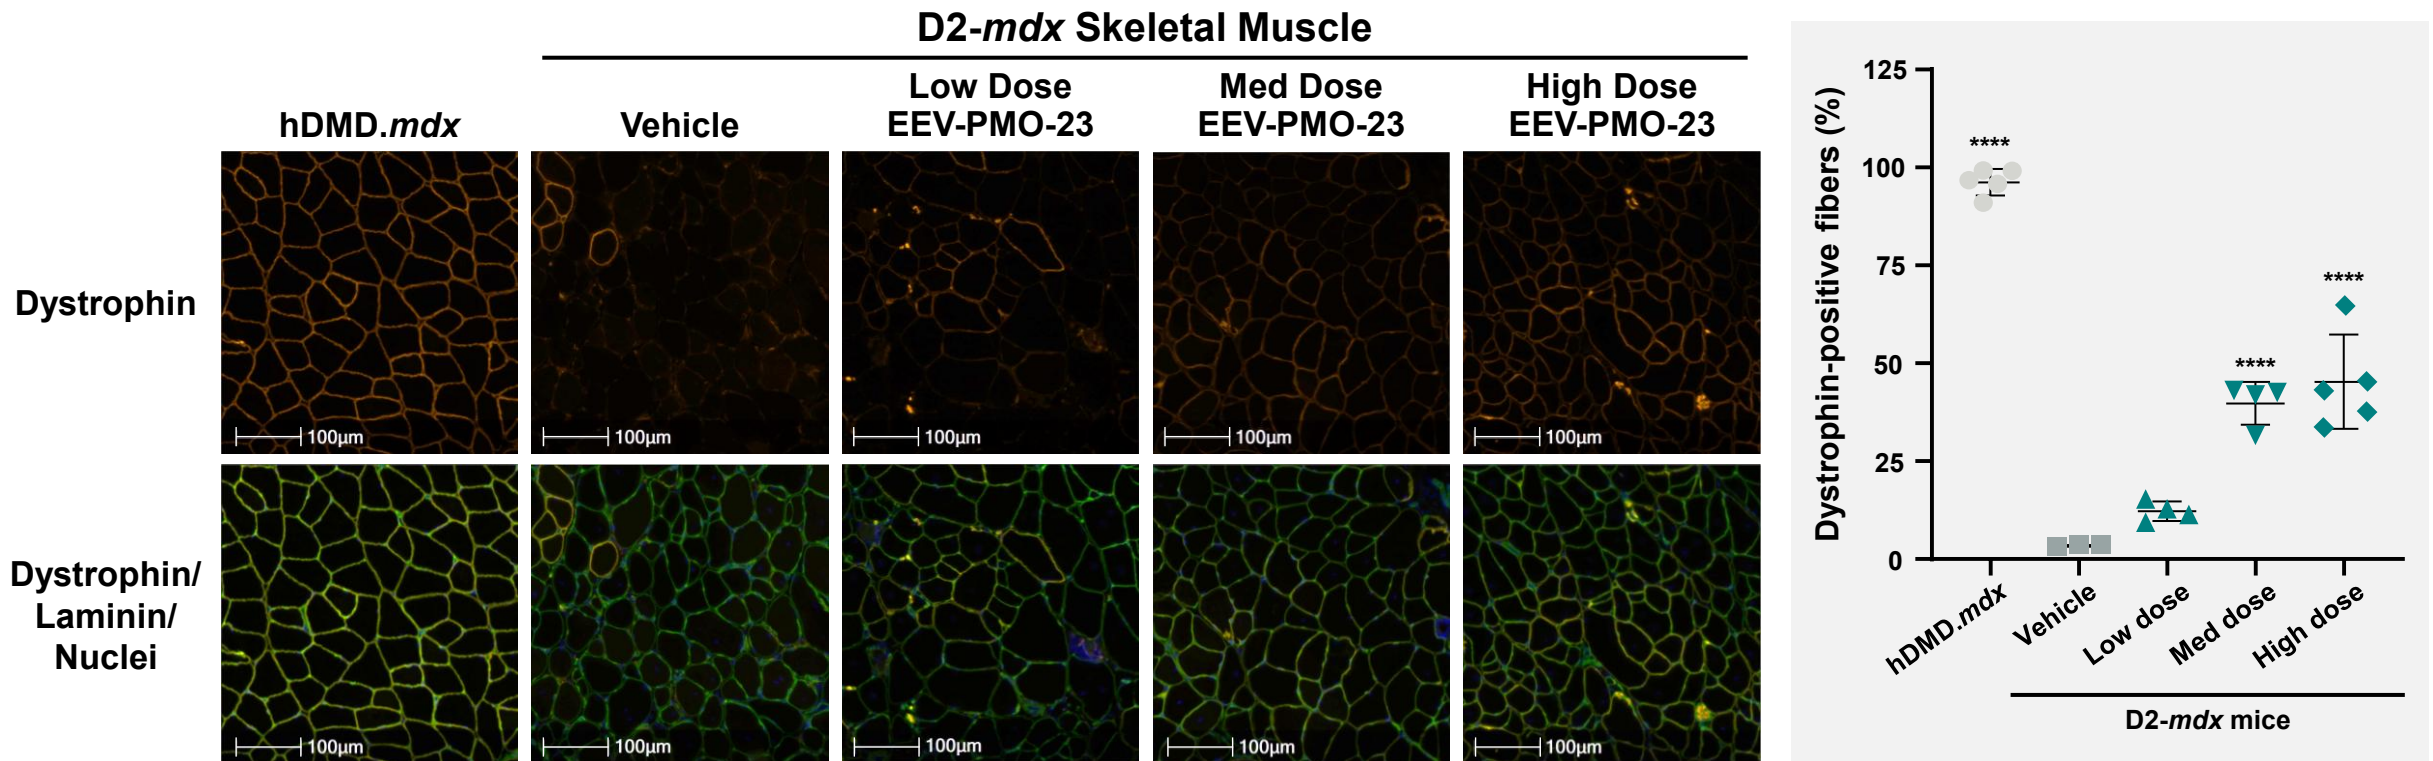 D2-mdx Skeletal Muscle
hDMD.mdx
Vehicle
Low Dose
EEV-PMO-23
Med Dose
EEV-PMO-23
High Dose
EEV-PMO-23
Dystrophin
100µm
100µm
100µm
100µm
100µm
Dystrophin/
Laminin/
Nuclei
100µm
100µm
100µm
100µm
100µm
Dystrophin-positive fibers (%)
125
100
75
50
25
0
****
****
****
hDMD.mdx
Vehicle
Low dose
Med dose
High dose
D2-mdx mice